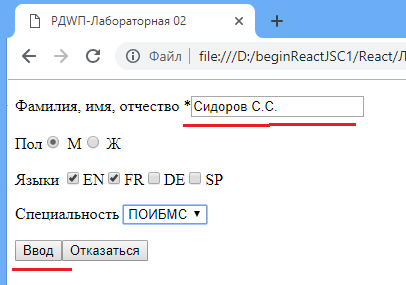 РДWП-Лабораторная 02
Файл file:///D:/beginReactJSC1/React/Л
Фамилия, имя, отчество * Сидоров С.С.
Пол М Ж
Языки EN FR DE SP
Специальность ПОИБМС
Ввод Отказаться